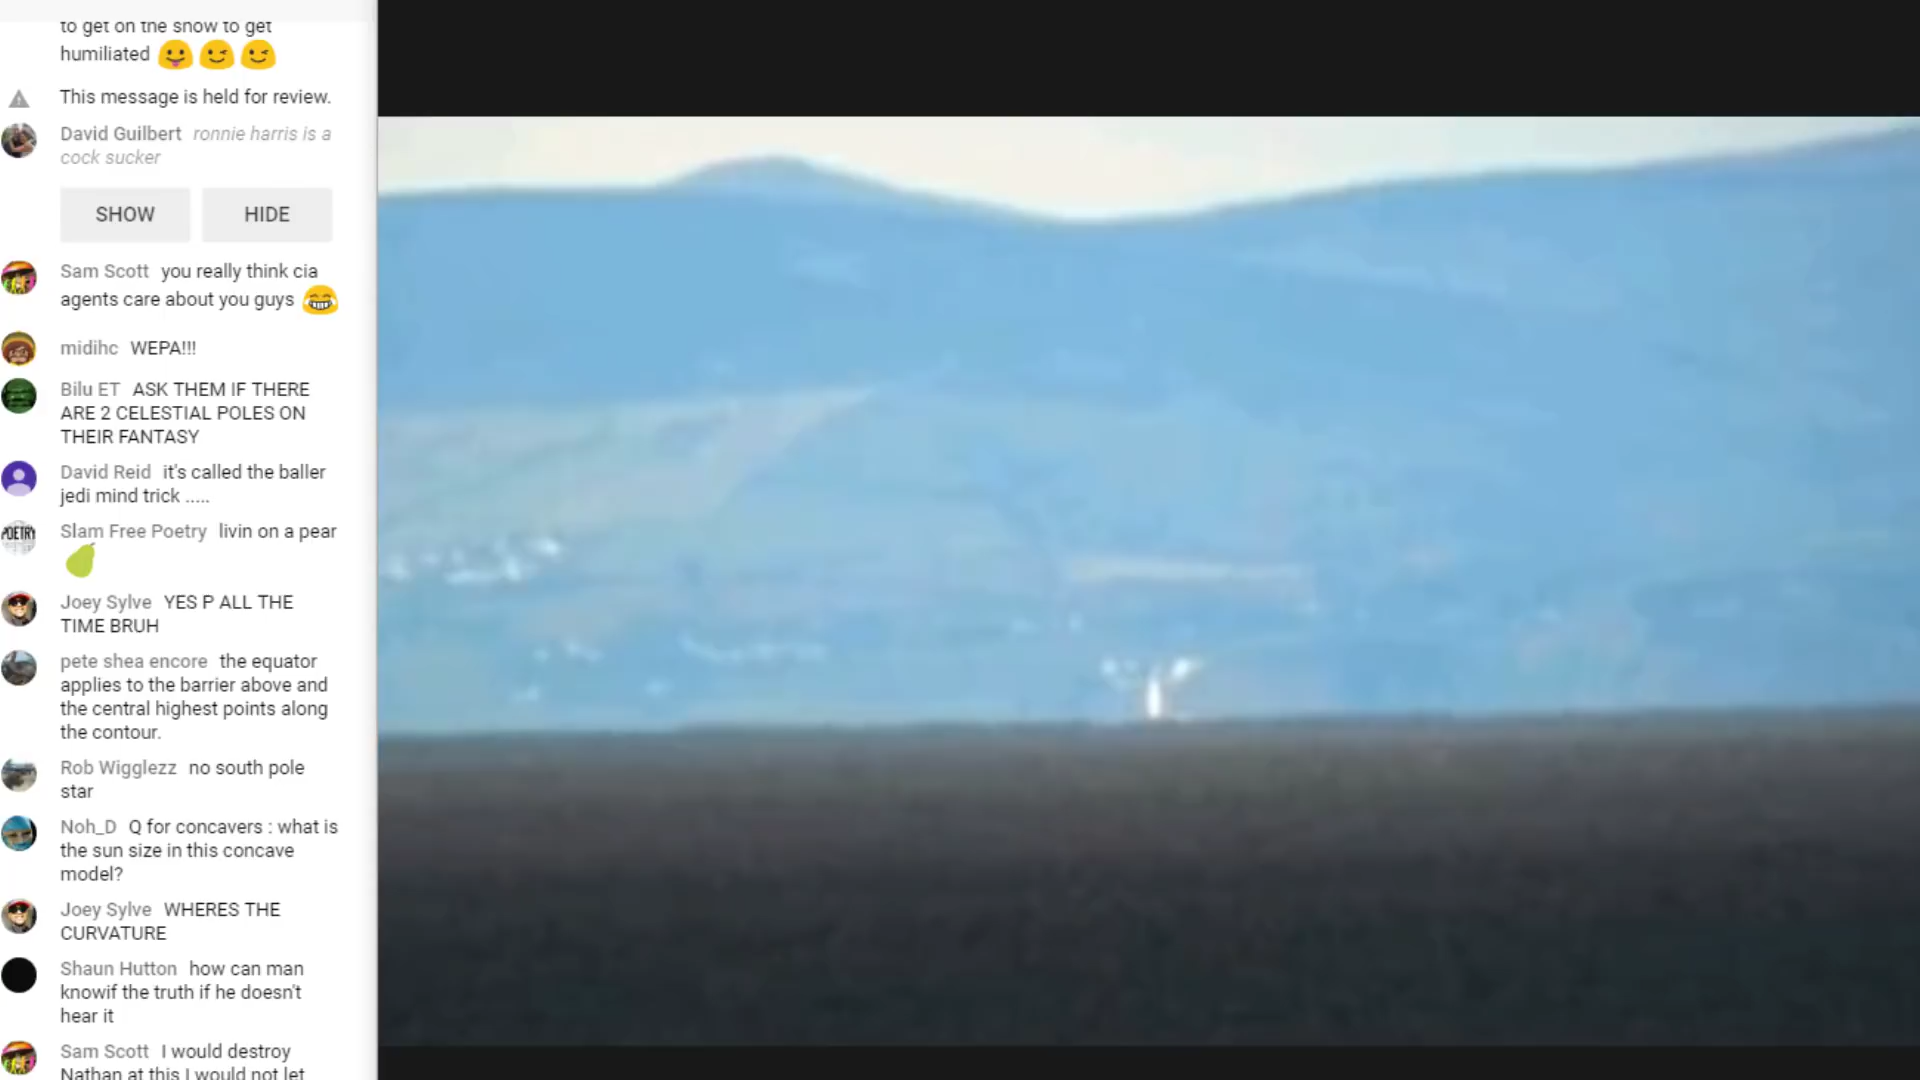 to get on the show to get
humiliated
This message is held for review.
David Guilbert ronnie harris is a
cock sucker
SHOW HIDE
Sam Scott you really think cia
agents care about you guys
midihc WEPA!!!
Bilu ET ASK THEM IF THERE
ARE 2 CELESTIAL POLES ON
THEIR FANTASY
David Reid it's called the baller
jedi mind trick .....
POETRY
Slam Free Poetry livin on a pear
Joey Sylve YES P ALL THE
TIME BRUH
pete shea encore the equator
applies to the barrier above and
the central highest points along
the contour.
Rob Wigglezz no south pole
star
Noh_D Q for concavers : what is
the sun size in this concave
model?
Joey Sylve WHERES THE
CURVATURE
Shaun Hutton how can man
knowif the truth if he doesn't
hear it
Sam Scott I would destroy
Nathan at this I would not let